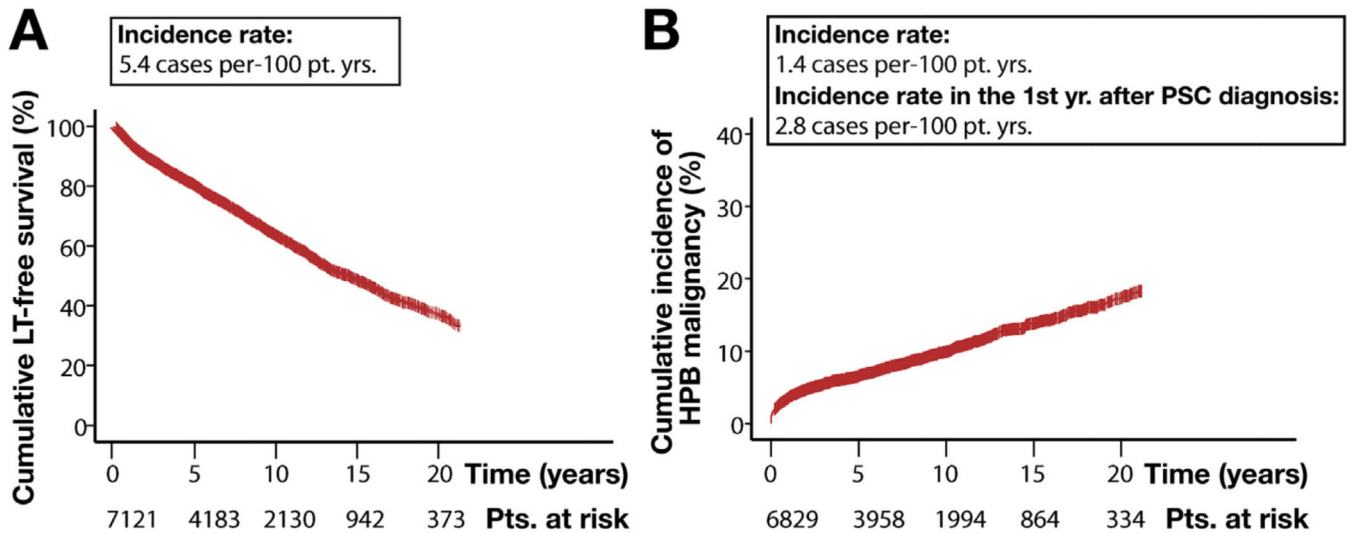 A
Incidence rate:
5.4 cases per-100 pt. yrs.
Cumulative LT-free survival (%)
100
80
60
40
20
0
0 5 10 15 20 Time (years)
7121 4183 2130 942 373 Pts. at risk
B
Incidence rate:
1.4 cases per-100 pt. yrs.
Incidence rate in the 1st yr. after PSC diagnosis:
2.8 cases per-100 pt. yrs.
Cumulative incidence of
HPB malignancy (%)
40
30
20
10
0
0 5 10 15 20 Time (years)
6829 3958 1994 864 334 Pts. at risk